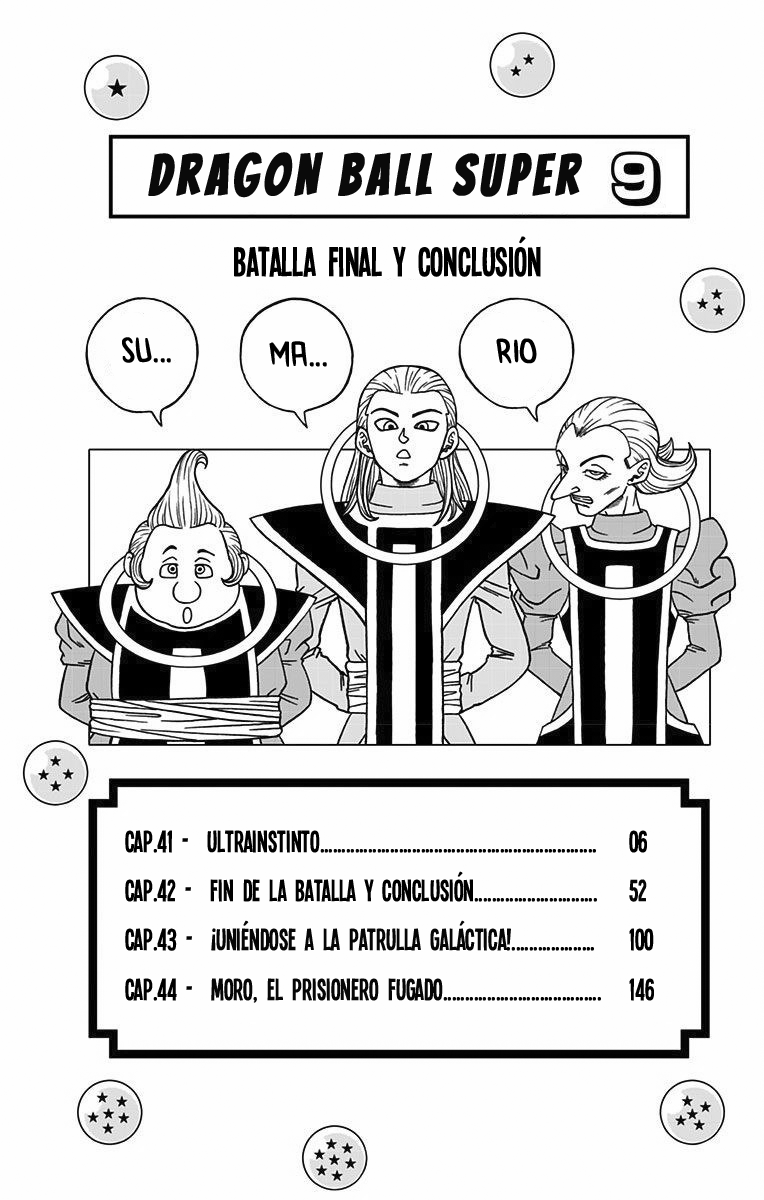 DRAGON BALL SUPER 9
BATALLA FINAL Y CONCLUSIÓN
SU...
MA...
RIO
CAP.41 - ULTRAINSTINTO............................................................... 06
CAP.42 - FIN DE LA BATALLA Y CONCLUSIÓN............................ 52
CAP.43 - ¡UNIÉNDOSE A LA PATRULLA GALÁCTICA!................... 100
CAP.44 - MORO, EL PRISIONERO FUGADO.................................... 146